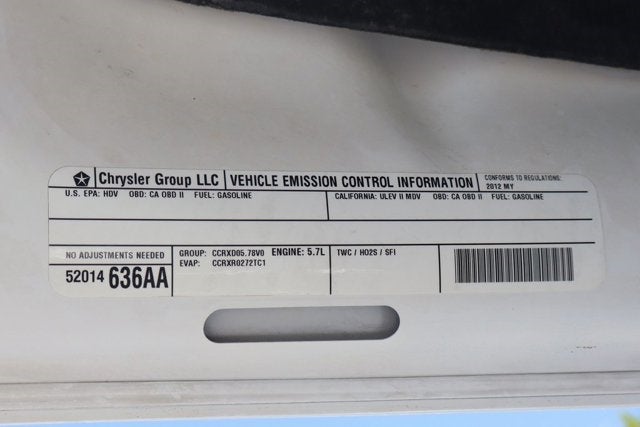 Chrysler Group LLC VEHICLE EMISSION CONTROL INFORMATION CONFORMS TO REGULATIONS:
2012 MY
U.S. EPA: HDV OBD: CA OBD II FUEL: GASOLINE CALIFORNIA: ULEV II MDV OBD: CA OBD II FUEL: GASOLINE
NO ADJUSTMENTS NEEDED GROUP: CCRXD05.78V0 ENGINE: 5.7L TWC / HO2S / SFI
EVAP: CCRXR0272TC1
52014 636AA